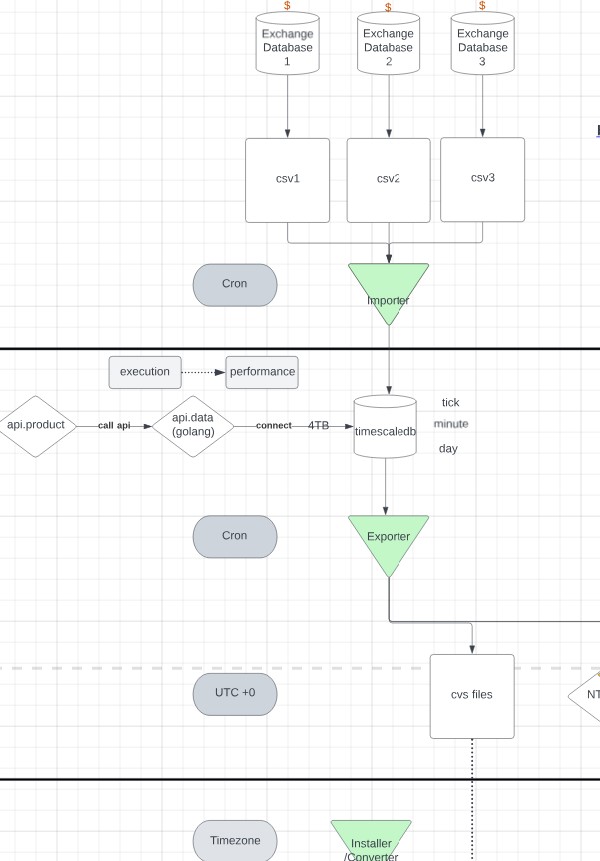 $ $ $
Exchange
Database
1
Exchange
Database
2
Exchange
Database
3
csv1
csv2
csv3
Cron
Importer
execution
performance
api.product
call api
api.data
(golang)
connect
4TB
timescaledb
tick
minute
day
Cron
Exporter
UTC +0
cvs files
NT
Timezone
Installer
/Converter